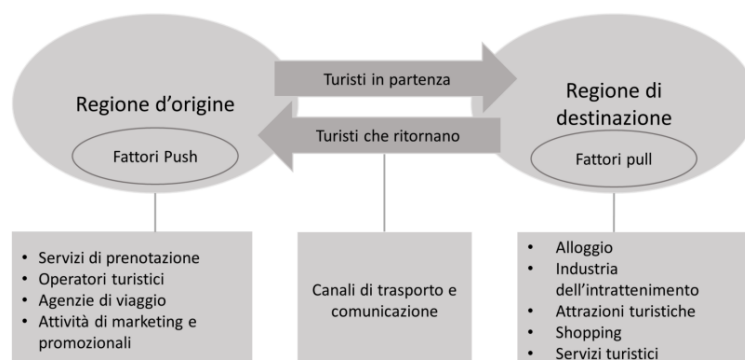 Regione d'origine
Fattori Push
Turisti in partenza
Turisti che ritornano
Regione di
destinazione
Fattori pull
• Servizi di prenotazione
• Operatori turistici
• Agenzie di viaggio
• Attività di marketing e
promozionali
Canali di trasporto e
comunicazione
• Alloggio
• Industria
dell'intrattenimento
• Attrazioni turistiche
• Shopping
• Servizi turistici